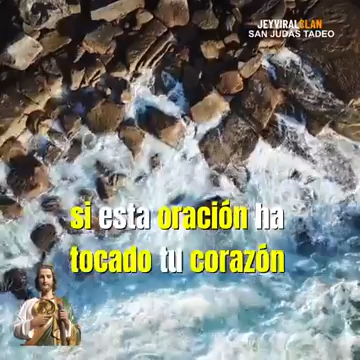 JEYVIRALCLAN
SAN JUDAS TADEO
si esta oración ha
tocado tu corazón